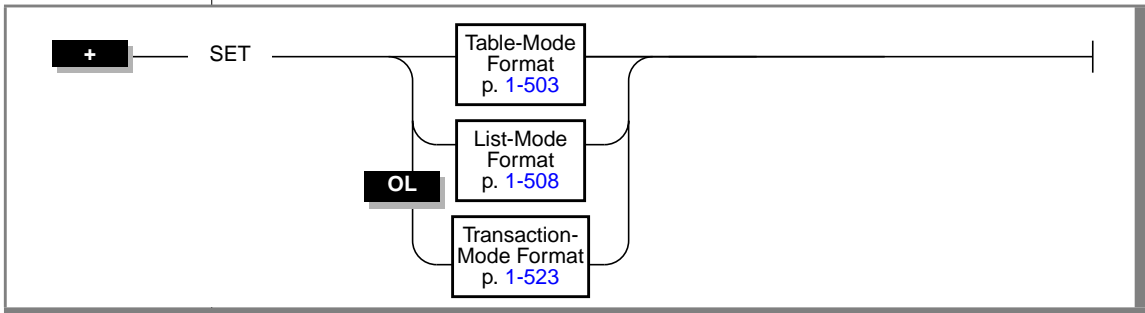 +
SET
Table-Mode
Format
p. 1-503
List-Mode
Format
p. 1-508
OL
Transaction-
Mode Format
p. 1-523